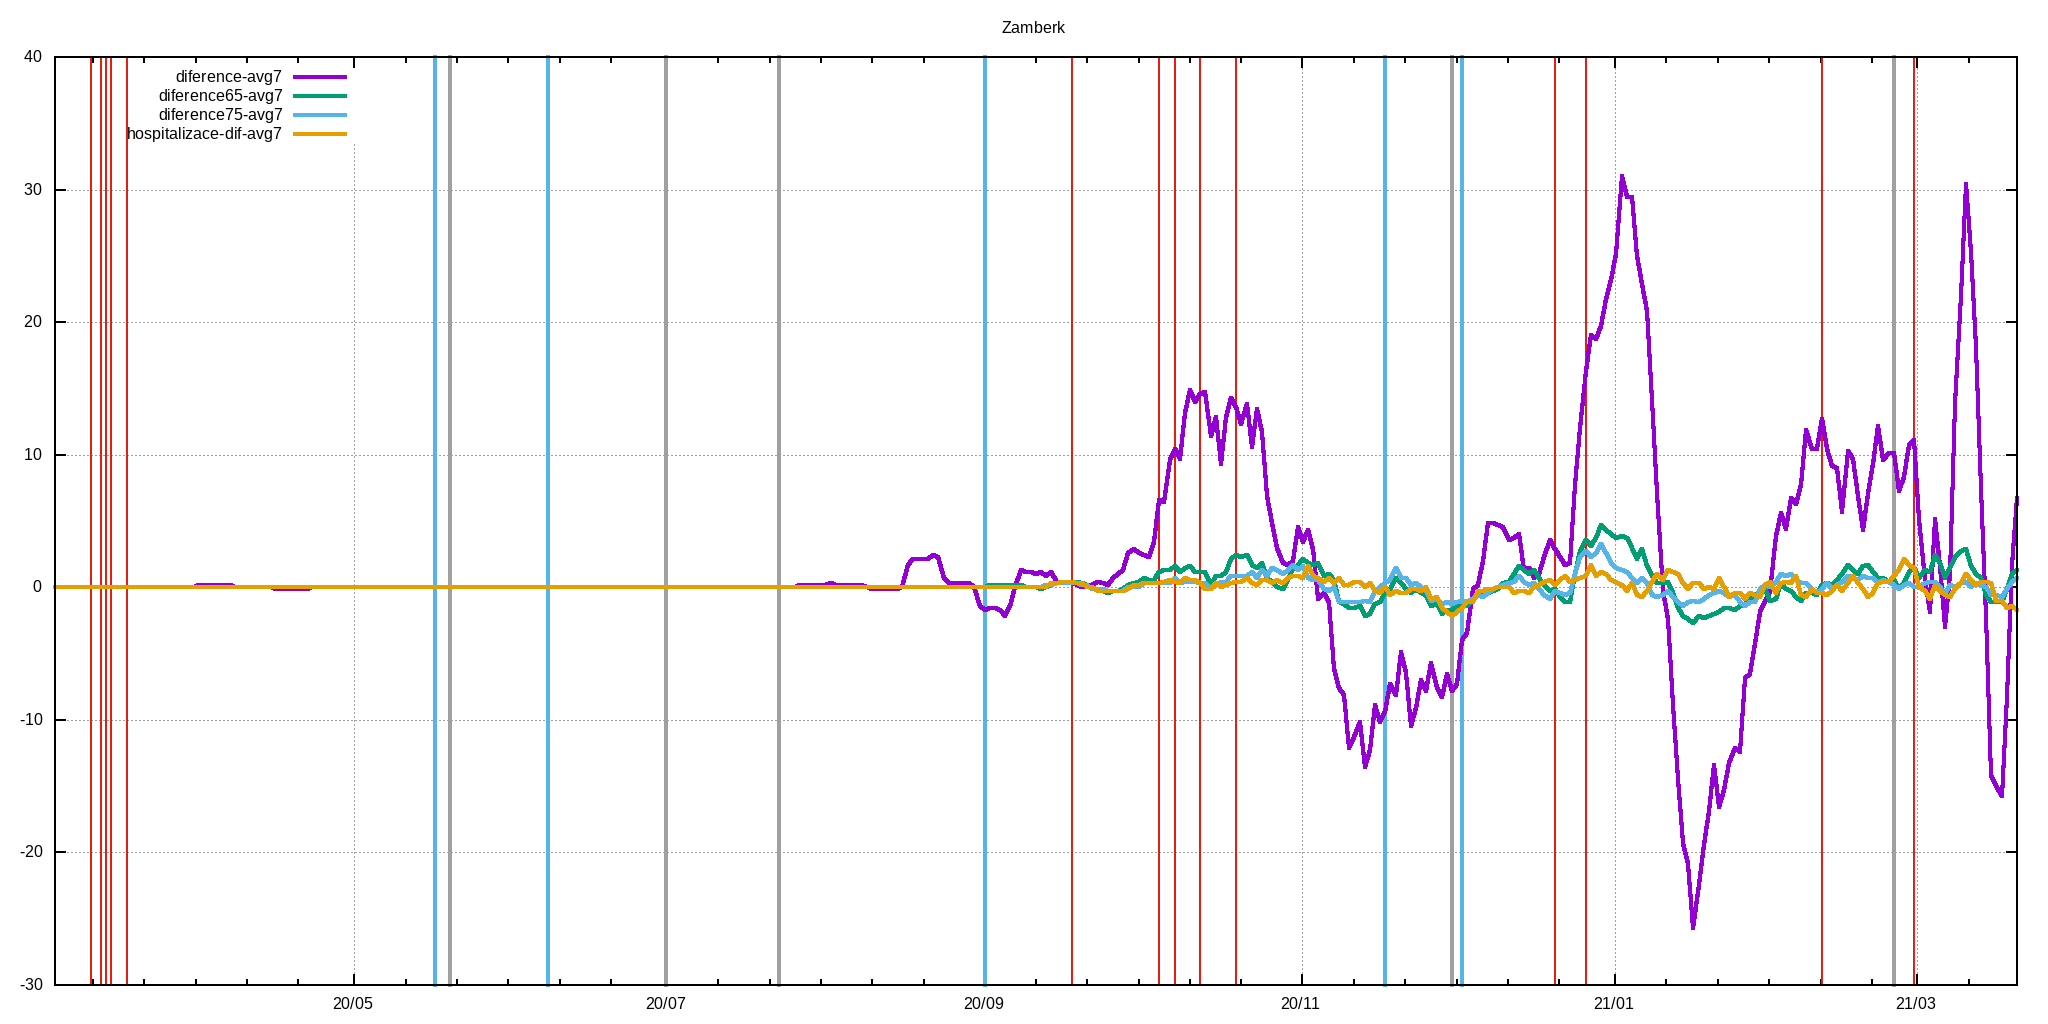 Zamberk
40
diference-avg7
diference65-avg7
diference75-avg7
hospitalizace-dif-avg7
30
20
10
0
-10
-20
-30
20/05
20/07
20/09
20/11
21/01
21/03